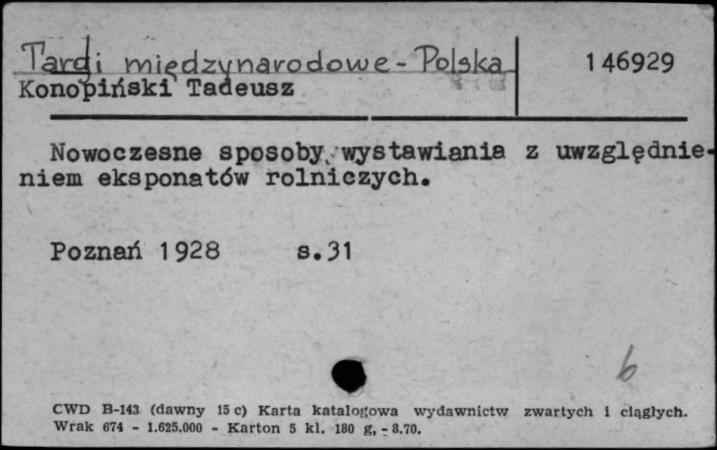 Targi międzynarodowe - Polska
146929
Konopiński Tadeusz
Nowoczesne sposoby wystawiania z uwzględnie-
niem eksponatów rolniczych.
Poznań 1928 s.31
6
CWD B-143 (dawny 15 c) Karta katalogowa wydawnictw zwartych i ciągłych.
Wrak 674 - 1.625.000 - Karton 5 kl. 180 g, - 8.70.